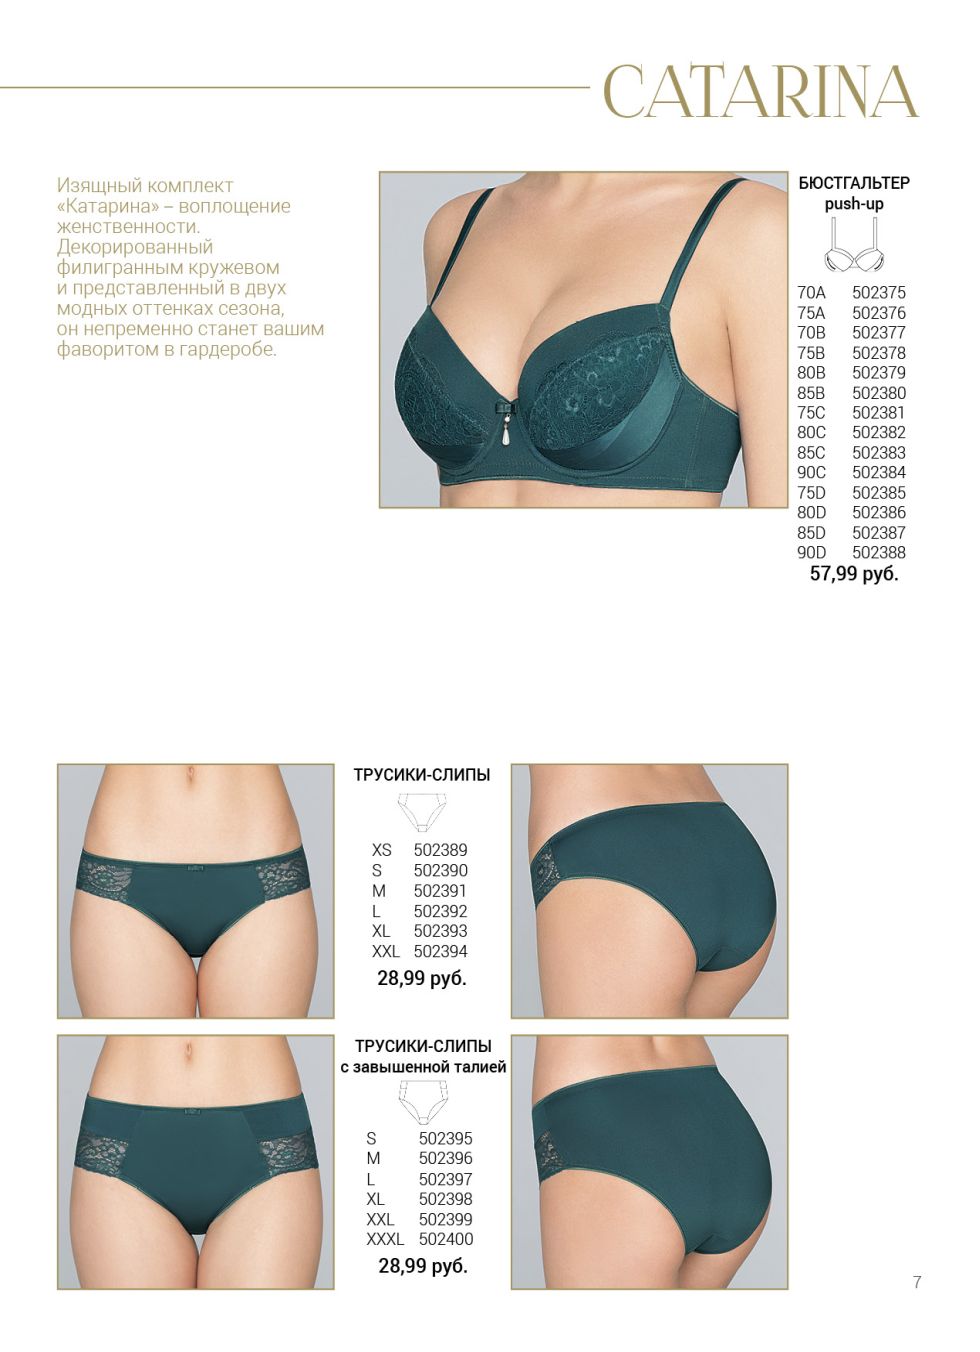 CATARINA
Изящный комплект
«Катарина» – воплощение
женственности.
Декорированный
филигранным кружевом
и представленный в двух
модных оттенках сезона,
он непременно станет вашим
фаворитом в гардеробе.
БЮСТГАЛЬТЕР
push-up
70A 502375
75A 502376
70B 502377
75B 502378
80B 502379
85B 502380
75C 502381
80C 502382
85C 502383
90C 502384
75D 502385
80D 502386
85D 502387
90D 502388
57,99 руб.
ТРУСИКИ-СЛИПЫ
XS 502389
S 502390
M 502391
L 502392
XL 502393
XXL 502394
28,99 руб.
ТРУСИКИ-СЛИПЫ
с завышенной талией
S 502395
M 502396
L 502397
XL 502398
XXL 502399
XXXL 502400
28,99 руб.
7